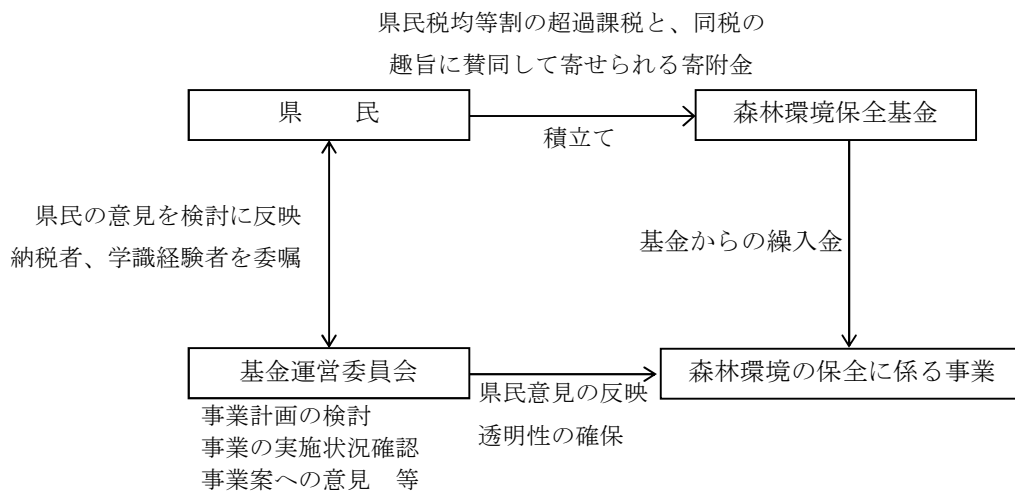 県民税均等割の超過課税と、同税の
趣旨に賛同して寄せられる寄附金
県　　民
積立て
森林環境保全基金
県民の意見を検討に反映
納税者、学識経験者を委嘱
基金からの繰入金
基金運営委員会
県民意見の反映
透明性の確保
森林環境の保全に係る事業
事業計画の検討
事業の実施状況確認
事業案への意見　等